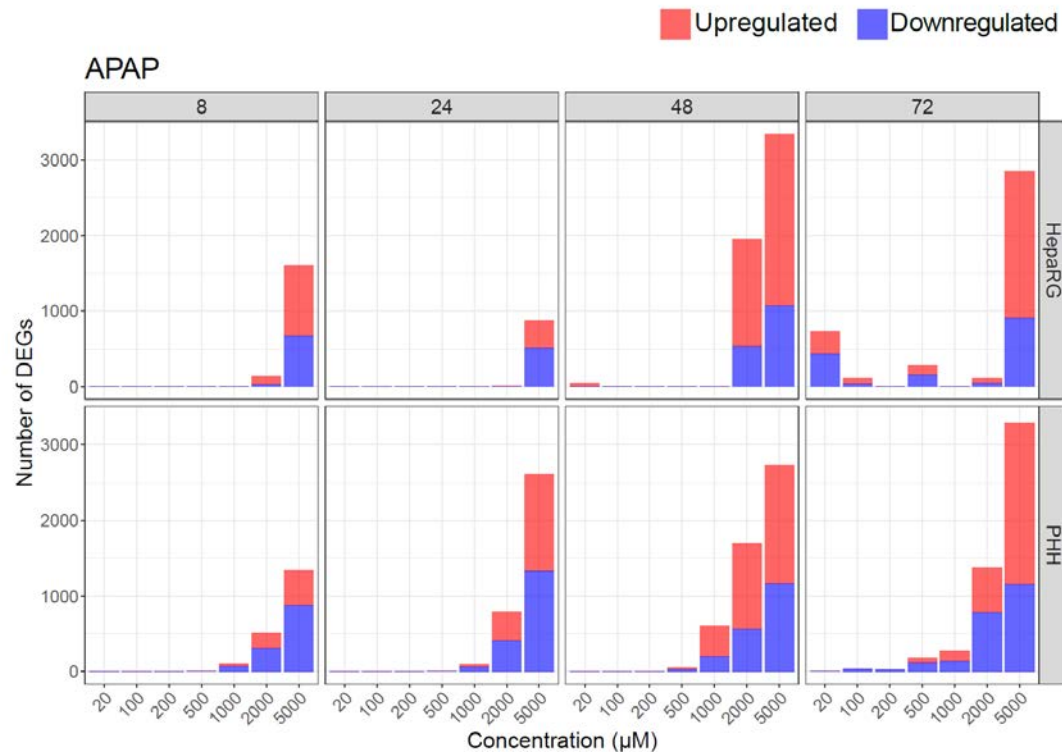 Upregulated Downregulated
APAP
8 24 48 72
3000
2000
1000
0
HepaRG
3000
2000
1000
0
PHH
Number of DEGs
20 100 200 500 1000 2000 5000 20 100 200 500 1000 2000 5000 20 100 200 500 1000 2000 5000 20 100 200 500 1000 2000 5000
Concentration (µM)